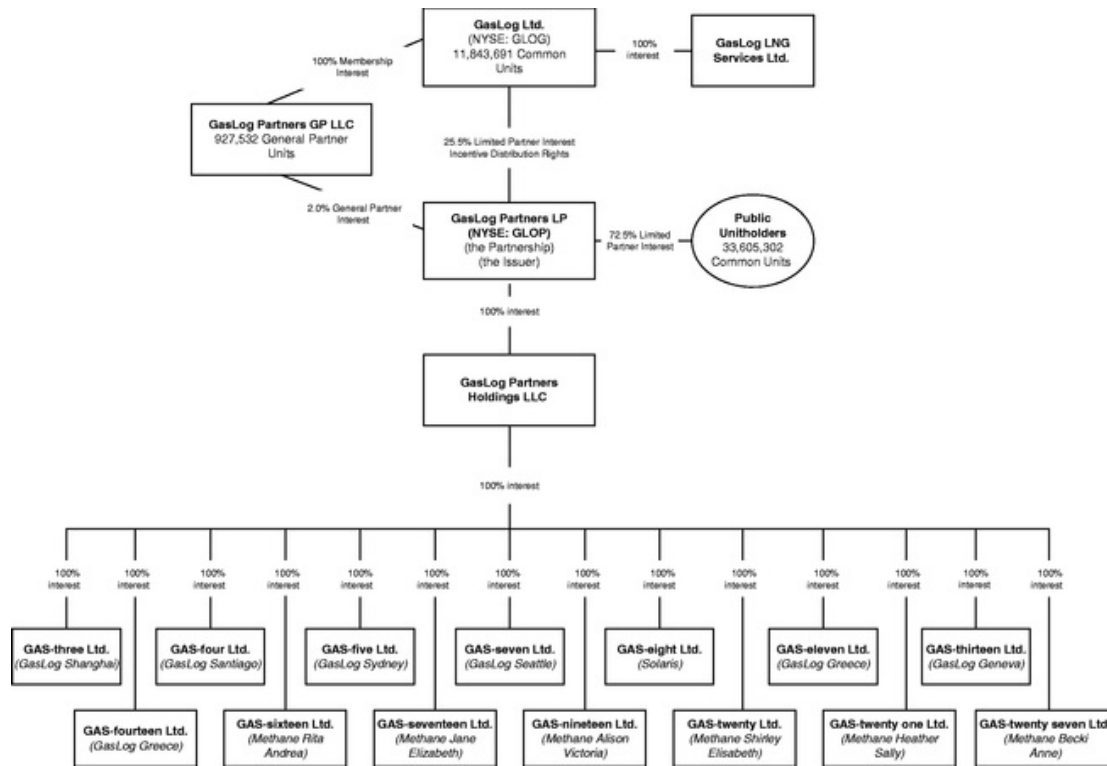 GasLog Ltd.
(NYSE: GLOG)
11,843,691 Common
Units
100%
interest
GasLog LNG
Services Ltd.
100% Membership
Interest
GasLog Partners GP LLC
927,532 General Partner
Units
25.5% Limited Partner Interest
Incentive Distribution Rights
2.0% General Partner
Interest
GasLog Partners LP
(NYSE: GLOP)
(the Partnership)
(the Issuer)
72.5% Limited
Partner Interest
Public
Unitholders
33,605,302
Common Units
100% interest
GasLog Partners
Holdings LLC
100% interest
100%
interest
100%
interest
100%
interest
100%
interest
100%
interest
100%
interest
100%
interest
100%
interest
100%
interest
100%
interest
100%
interest
100%
interest
100%
interest
100%
interest
GAS-three Ltd.
(GasLog Shanghai)
GAS-four Ltd.
(GasLog Santiago)
GAS-five Ltd.
(GasLog Sydney)
GAS-seven Ltd.
(GasLog Seattle)
GAS-eight Ltd.
(Solaris)
GAS-eleven Ltd.
(GasLog Greece)
GAS-thirteen Ltd.
(GasLog Geneva)
GAS-fourteen Ltd.
(GasLog Greece)
GAS-sixteen Ltd.
(Methane Rita
Andrea)
GAS-seventeen Ltd.
(Methane Jane
Elizabeth)
GAS-nineteen Ltd.
(Methane Alison
Victoria)
GAS-twenty Ltd.
(Methane Shirley
Elisabeth)
GAS-twenty one Ltd.
(Methane Heather
Sally)
GAS-twenty seven Ltd.
(Methane Becki
Anne)